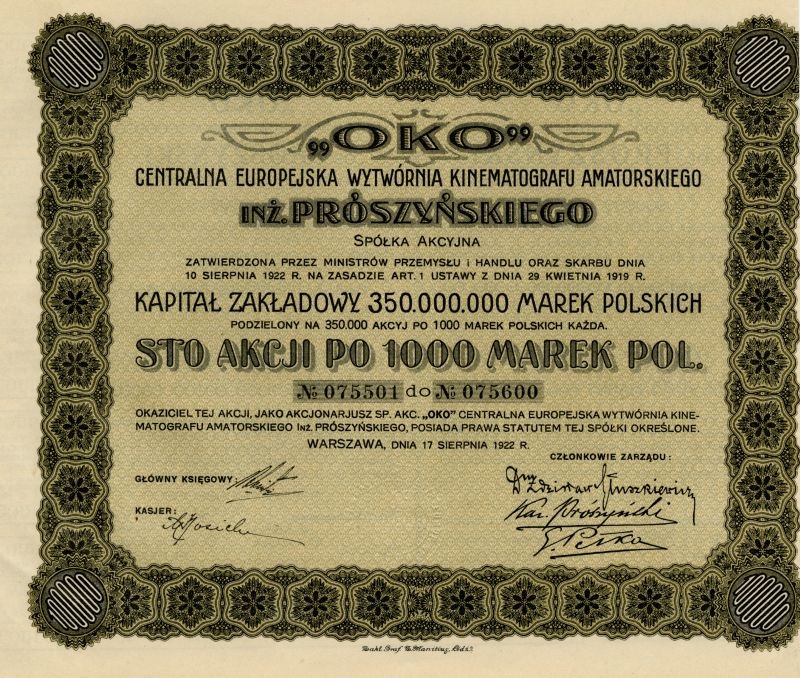 „OKO”
CENTRALNA EUROPEJSKA WYTWÓRNIA KINEMATOGRAFU AMATORSKIEGO
INŻ. PRÓSZYŃSKIEGO
SPÓŁKA AKCYJNA
ZATWIERDZONA PRZEZ MINISTRÓW PRZEMYSŁU i HANDLU ORAZ SKARBU DNIA
10 SIERPNIA 1922 R. NA ZASADZIE ART. 1 USTAWY Z DNIA 29 KWIETNIA 1919 R.
KAPITAŁ ZAKŁADOWY 350.000.000 MAREK POLSKICH
PODZIELONY NA 350.000 AKCYJ PO 1000 MAREK POLSKICH KAŻDA.
STO AKCJI PO 1000 MAREK POL.
№ 075501 do № 075600
OKAZICIEL TEJ AKCJI, JAKO AKCJONARJUSZ SP. AKC. „OKO” CENTRALNA EUROPEJSKA WYTWÓRNIA KINE-
MATOGRAFU AMATORSKIEGO INŻ. PRÓSZYŃSKIEGO, POSIADA PRAWA STATUTEM TEJ SPÓŁKI OKREŚLONE.
WARSZAWA, DNIA 17 SIERPNIA 1922 R.
CZŁONKOWIE ZARZĄDU:
GŁÓWNY KSIĘGOWY:
Zdzisław
KASJER:
Kaz. Prószyński